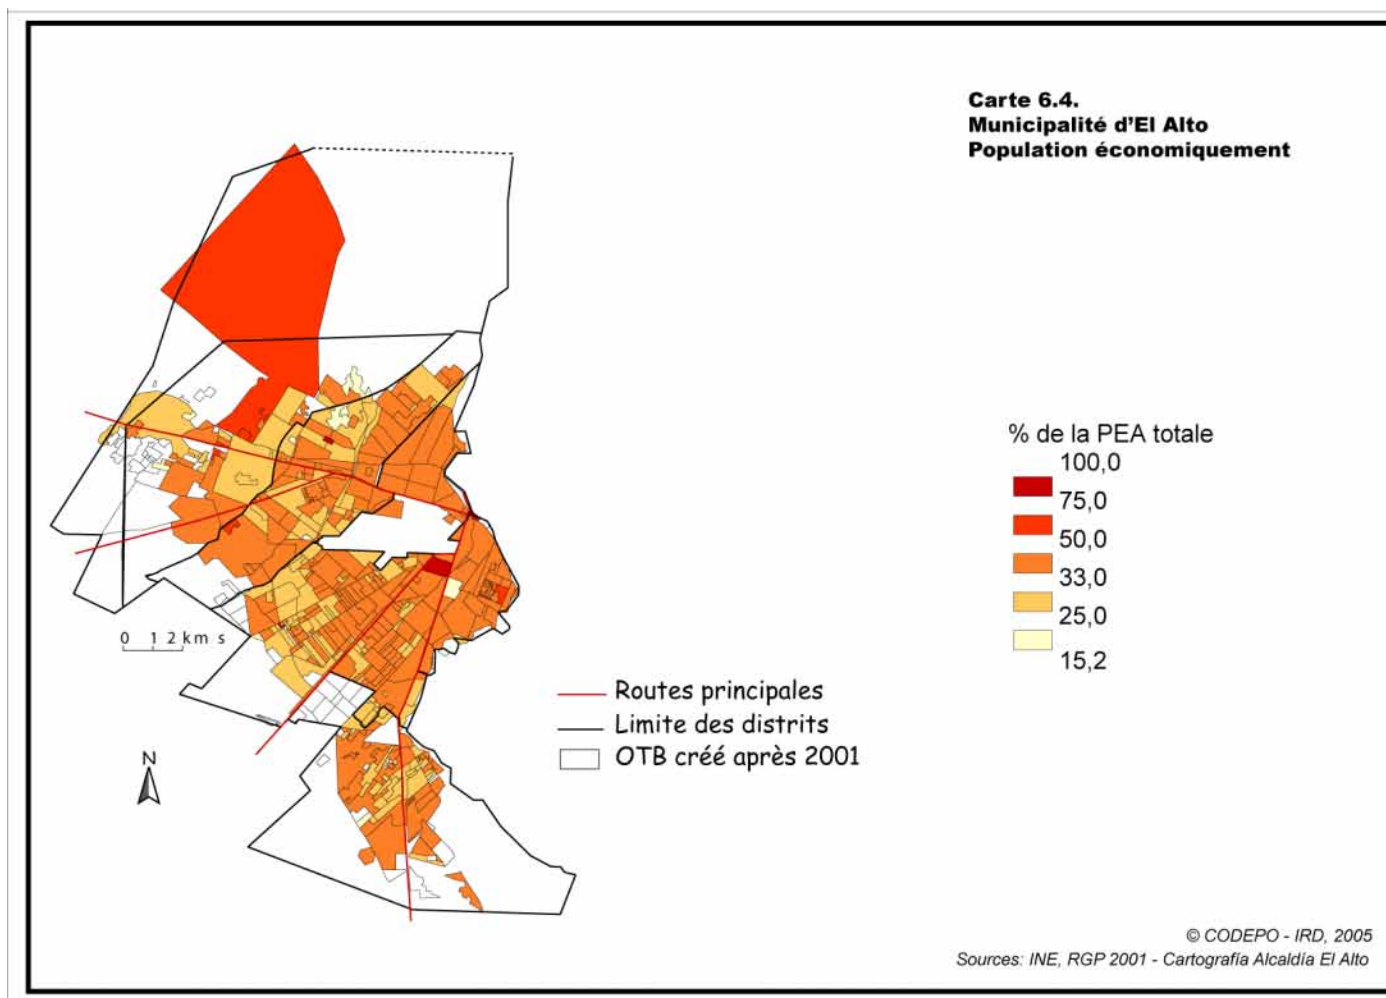 Carte 6.4.
Municipalité d'El Alto
Population économiquement
% de la PEA totale
100,0
75,0
50,0
33,0
25,0
15,2
0 1 2 km s
Routes principales
Limite des distrits
OTB créé après 2001
N
© CODEPO - IRD, 2005
Sources: INE, RGP 2001 - Cartografía Alcaldía El Alto